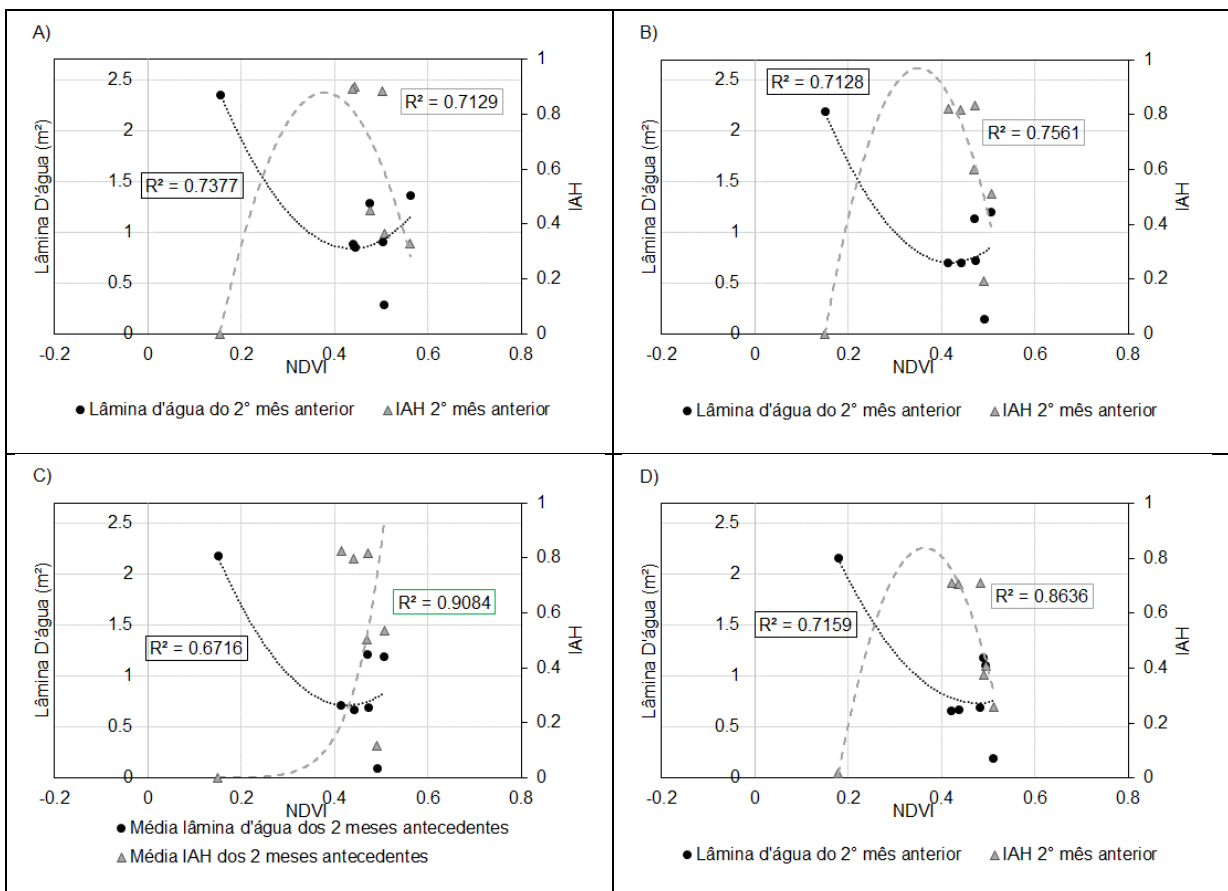 A)
2.5
2
1.5
1
0.5
0
1
0.8
0.6
0.4
0.2
0
-0.2 0 0.2 0.4 0.6 0.8
Lâmina D'água (m²)
IAH
NDVI
R² = 0.7129
R² = 0.7377
Lâmina d'água do 2° mês anterior IAH 2° mês anterior
B)
2.5
2
1.5
1
0.5
0
1
0.8
0.6
0.4
0.2
0
-0.2 0 0.2 0.4 0.6 0.8
Lâmina D'água (m²)
IAH
NDVI
R² = 0.7128
R² = 0.7561
Lâmina d'água do 2° mês anterior IAH 2° mês anterior
C)
2.5
2
1.5
1
0.5
0
1
0.8
0.6
0.4
0.2
0
-0.2 0 0.2 0.4 0.6 0.8
Lâmina D'água (m²)
IAH
NDVI
R² = 0.9084
R² = 0.6716
Média lâmina d'água dos 2 meses antecedentes
Média IAH dos 2 meses antecedentes
D)
2.5
2
1.5
1
0.5
0
1
0.8
0.6
0.4
0.2
0
-0.2 0 0.2 0.4 0.6 0.8
Lâmina D'água (m²)
IAH
NDVI
R² = 0.8636
R² = 0.7159
Lâmina d'água do 2° mês anterior IAH 2° mês anterior